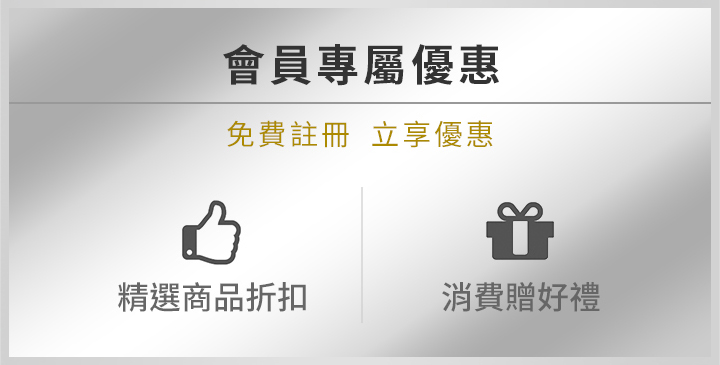 會員專屬優惠
免費註冊 立享優惠
精選商品折扣
消費贈好禮